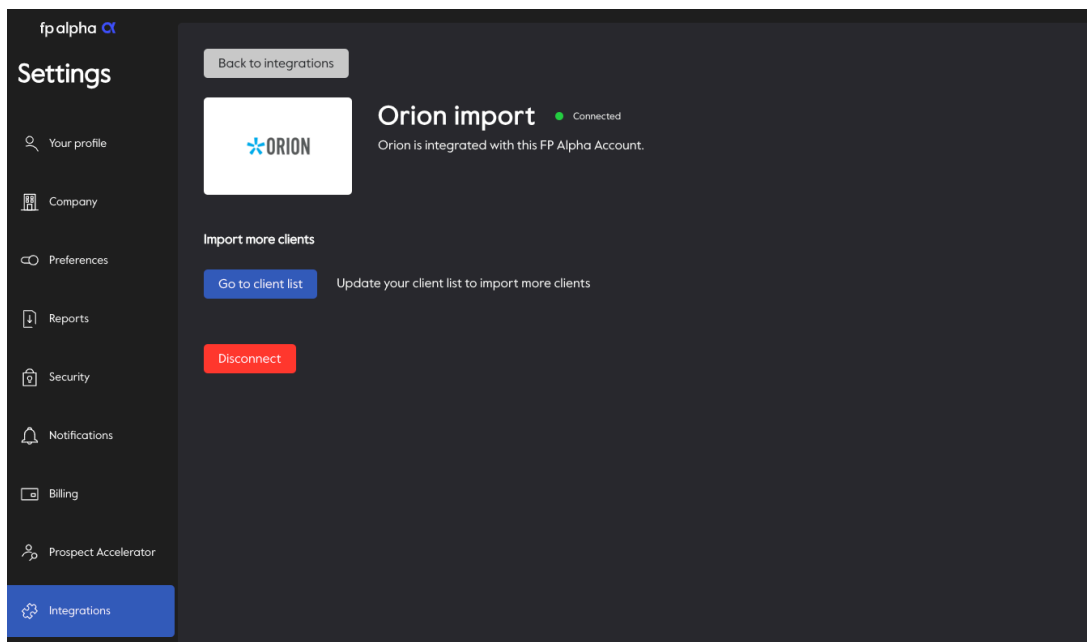 fp alpha α
Settings
Your profile
Company
Preferences
Reports
Security
Notifications
Billing
Prospect Accelerator
Integrations
Back to integrations
ORION
Orion import
Connected
Orion is integrated with this FP Alpha Account.
Import more clients
Go to client list
Update your client list to import more clients
Disconnect